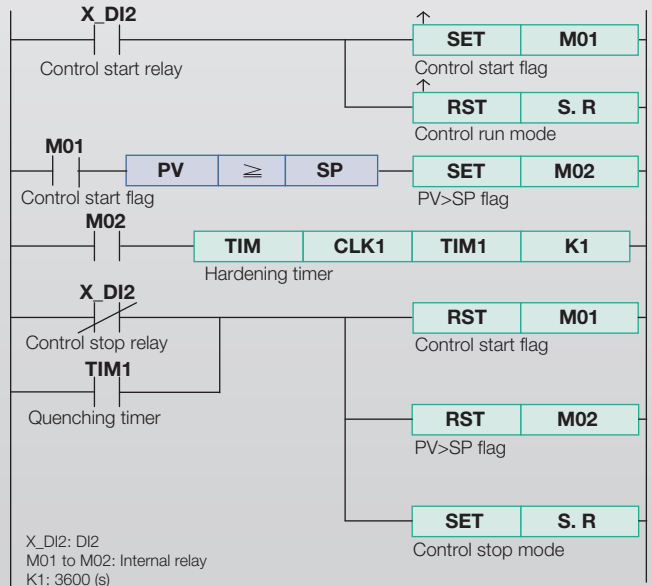 X_DI2
SET M01
Control start relay
Control start flag
RST S. R
Control run mode
M01
PV ≧ SP SET M02
Control start flag
PV>SP flag
M02
TIM CLK1 TIM1 K1
Hardening timer
X_DI2
RST M01
Control stop relay
Control start flag
TIM1
Quenching timer
RST M02
PV>SP flag
SET S. R
Control stop mode
X_DI2: DI2
M01 to M02: Internal relay
K1: 3600 (s)